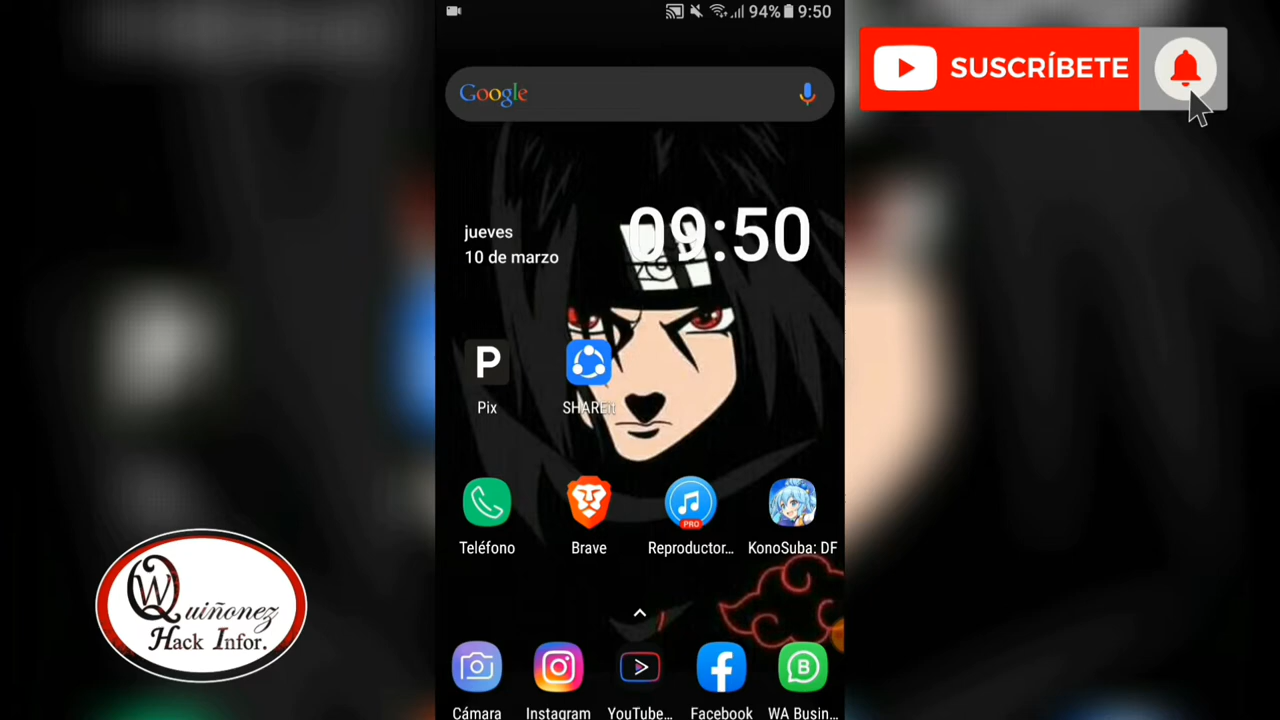 94% 9:50
SUSCRÍBETE
Google
jueves
10 de marzo
09:50
P
Pix
SHAREit
Teléfono
Brave
PRO
Reproductor...
KonoSuba: DF
W Quiñonez
Hack Infor.
B
Cámara
Instagram
YouTube...
Facebook
WA Busin...